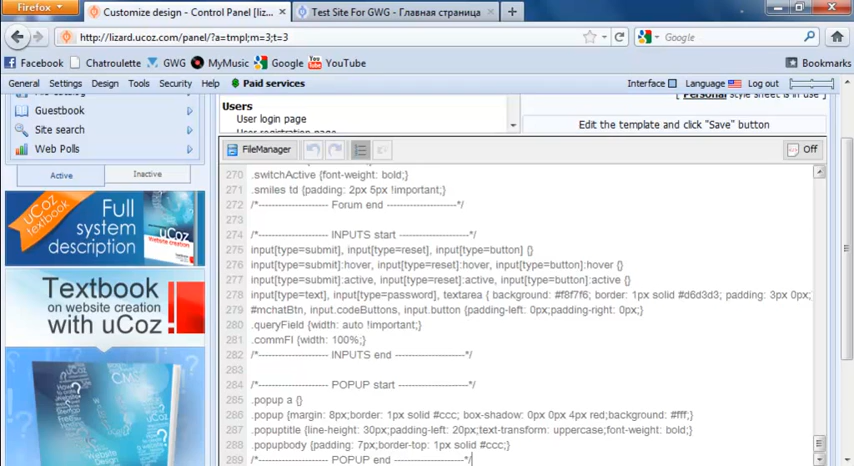 Firefox
Customize design - Control Panel [liz...
Test Site For GWG - Главная страница
http://lizard.ucoz.com/panel/?a=tmpl;m=3;t=3
Google
Facebook Chatroulette GWG MyMusic Google YouTube Bookmarks
General Settings Design Tools Security Help Paid services Interface Language Log out
[ Personal style sheet is in use ]
Guestbook
Site search
Web Polls
Active Inactive
Users
User login page
User registration page
Edit the template and click "Save" button
FileManager Off
uCoz textbook
Full system description
Textbook on website creation with uCoz
270 .switchActive {font-weight: bold;}
271 .smiles td {padding: 2px 5px !important;}
272 /*-------------------- Forum end --------------------*/
273
274 /*-------------------- INPUTS start --------------------*/
275 input[type=submit], input[type=reset], input[type=button] {}
276 input[type=submit]:hover, input[type=reset]:hover, input[type=button]:hover {}
277 input[type=submit]:active, input[type=reset]:active, input[type=button]:active {}
278 input[type=text], input[type=password], textarea { background: #f8f7f6; border: 1px solid #d6d3d3; padding: 3px 0px;
279 #mchatBtn, input.codeButtons, input.button {padding-left: 0px;padding-right: 0px;}
280 .queryField {width: auto !important;}
281 .commFl {width: 100%;}
282 /*-------------------- INPUTS end --------------------*/
283
284 /*-------------------- POPUP start --------------------*/
285 .popup a {}
286 .popup {margin: 8px;border: 1px solid #ccc; box-shadow: 0px 0px 4px red;background: #fff;}
287 .popuptitle {line-height: 30px;padding-left: 20px;text-transform: uppercase;font-weight: bold;}
288 .popupbody {padding: 7px;border-top: 1px solid #ccc;}
289 /*-------------------- POPUP end --------------------*/